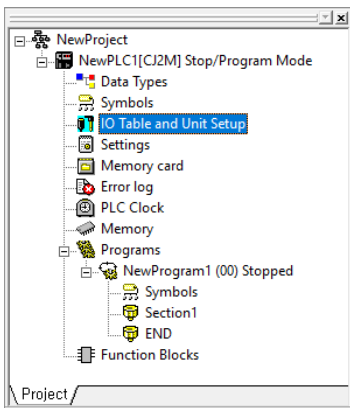 NewProject
NewPLC1[CJ2M] Stop/Program Mode
Data Types
Symbols
IO Table and Unit Setup
Settings
Memory card
Error log
PLC Clock
Memory
Programs
NewProgram1 (00) Stopped
Symbols
Section1
END
Function Blocks
Project